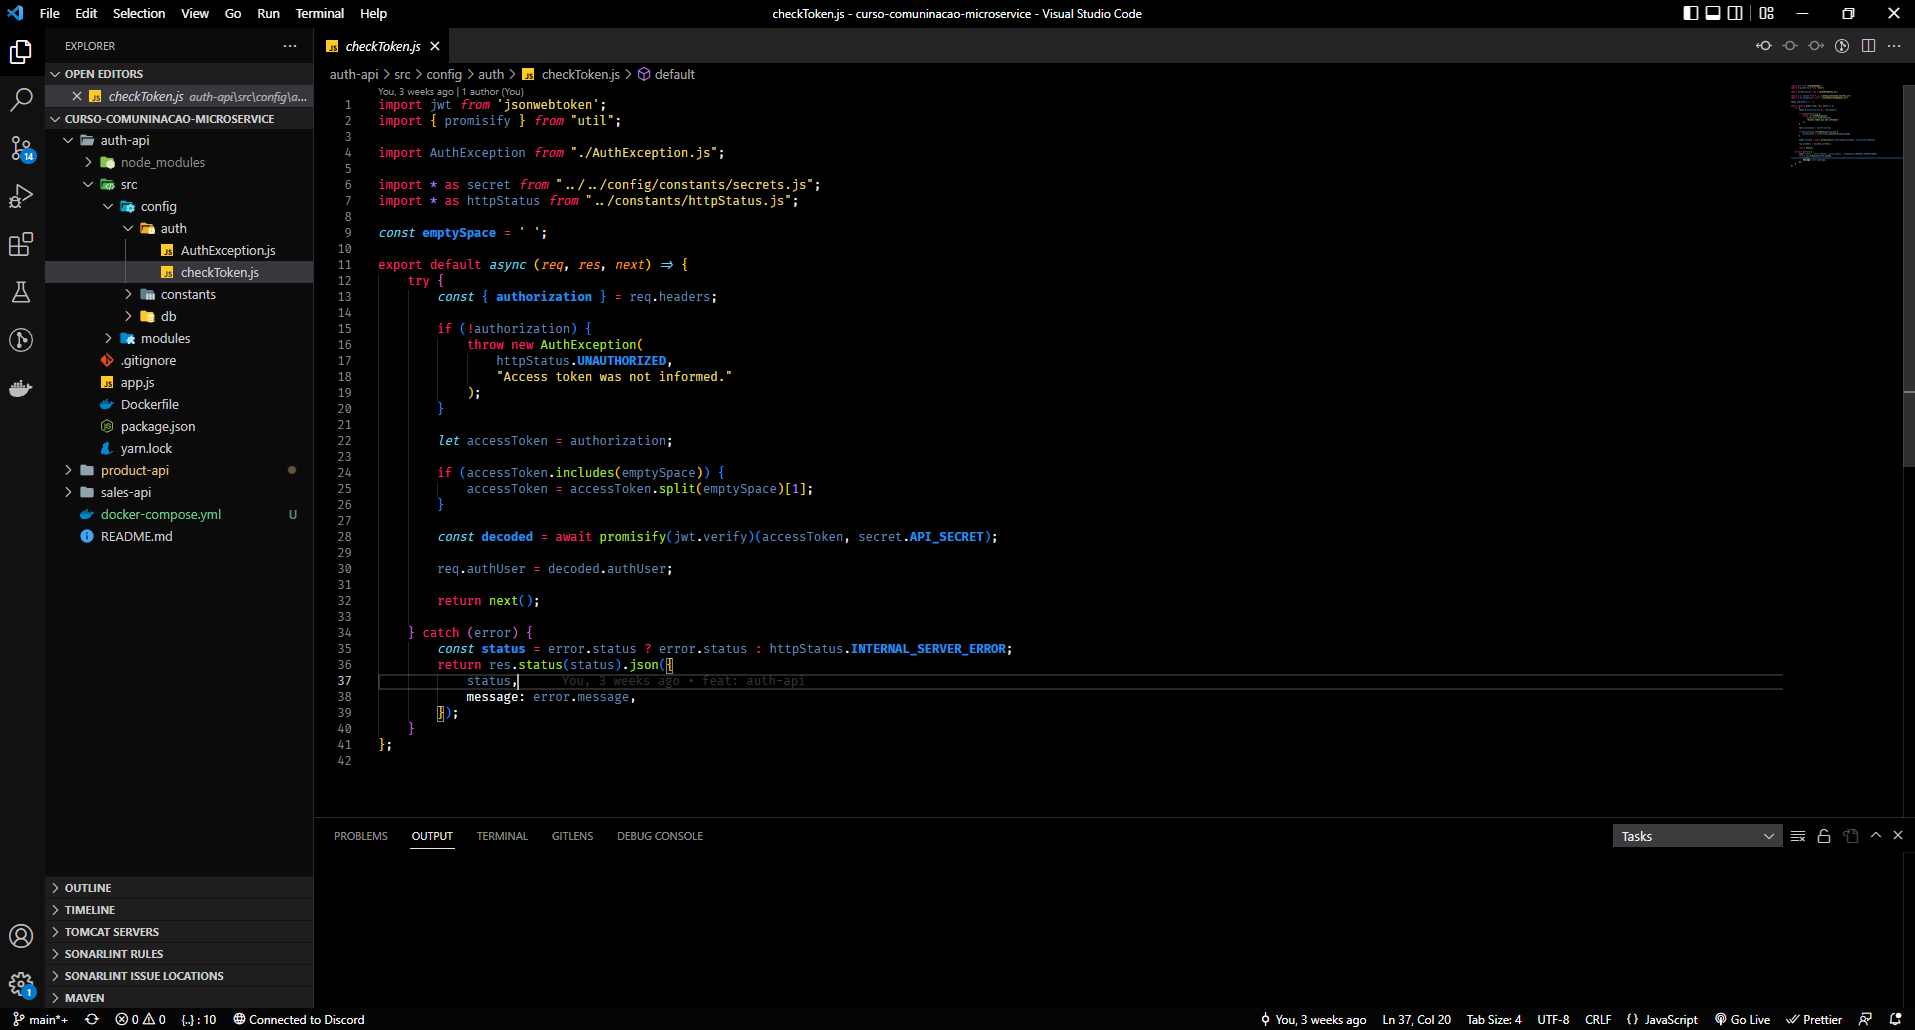 File Edit Selection View Go Run Terminal Help
checkToken.js - curso-comuninacao-microservice - Visual Studio Code
EXPLORER
OPEN EDITORS
checkToken.js auth-api\src\config\a...
CURSO-COMUNINACAO-MICROSERVICE
auth-api
node_modules
src
config
auth
AuthException.js
checkToken.js
constants
db
modules
.gitignore
app.js
Dockerfile
package.json
yarn.lock
product-api
sales-api
docker-compose.yml U
README.md
OUTLINE
TIMELINE
TOMCAT SERVERS
SONARLINT RULES
SONARLINT ISSUE LOCATIONS
MAVEN
14
1
checkToken.js
auth-api > src > config > auth > checkToken.js > default
You, 3 weeks ago | 1 author (You)
1 import jwt from 'jsonwebtoken';
2 import { promisify } from "util";
3
4 import AuthException from "./AuthException.js";
5
6 import * as secret from "../../config/constants/secrets.js";
7 import * as httpStatus from "../constants/httpStatus.js";
8
9 const emptySpace = ' ';
10
11 export default async (req, res, next) => {
12 try {
13 const { authorization } = req.headers;
14
15 if (!authorization) {
16 throw new AuthException(
17 httpStatus.UNAUTHORIZED,
18 "Access token was not informed."
19 );
20 }
21
22 let accessToken = authorization;
23
24 if (accessToken.includes(emptySpace)) {
25 accessToken = accessToken.split(emptySpace)[1];
26 }
27
28 const decoded = await promisify(jwt.verify)(accessToken, secret.API_SECRET);
29
30 req.authUser = decoded.authUser;
31
32 return next();
33
34 } catch (error) {
35 const status = error.status ? error.status : httpStatus.INTERNAL_SERVER_ERROR;
36 return res.status(status).json({
37 status, You, 3 weeks ago • feat: auth-api
38 message: error.message,
39 });
40 }
41 };
42
PROBLEMS OUTPUT TERMINAL GITLENS DEBUG CONSOLE
Tasks
main*+ 0 0 {..} : 10 Connected to Discord
You, 3 weeks ago Ln 37, Col 20 Tab Size: 4 UTF-8 CRLF {} JavaScript Go Live Prettier